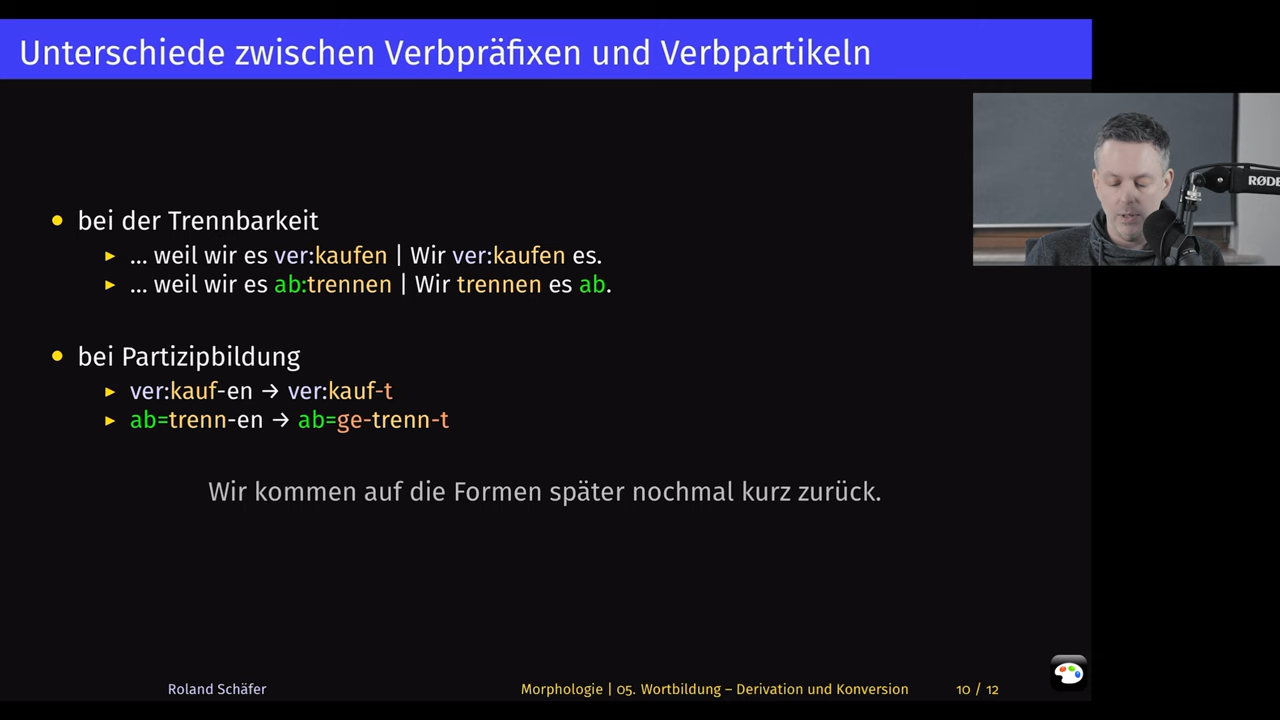 Unterschiede zwischen Verbpräfixen und Verbpartikeln
RØDE
• bei der Trennbarkeit
▸ ... weil wir es ver:kaufen | Wir ver:kaufen es.
▸ ... weil wir es ab:trennen | Wir trennen es ab.
• bei Partizipbildung
▸ ver:kauf-en → ver:kauf-t
▸ ab=trenn-en → ab=ge-trenn-t
Wir kommen auf die Formen später nochmal kurz zurück.
Roland Schäfer Morphologie | 05. Wortbildung – Derivation und Konversion 10 / 12